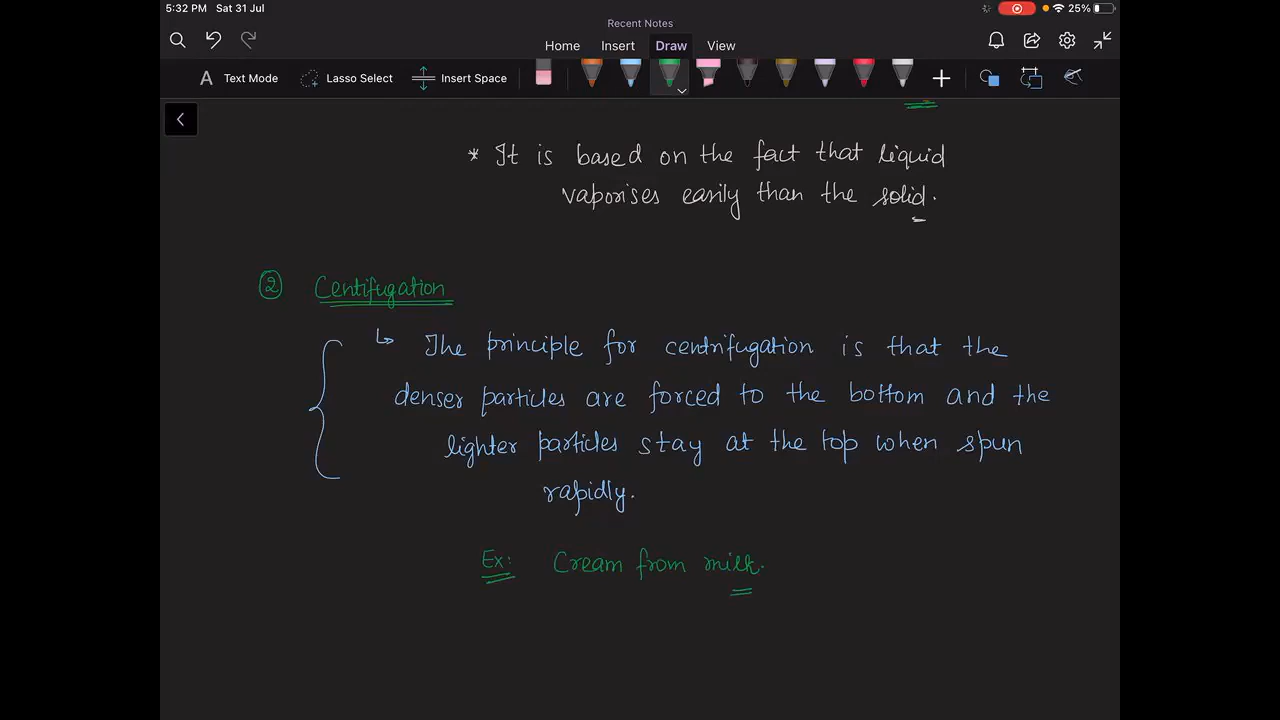 5:32 PM Sat 31 Jul
25%
Recent Notes
Home Insert Draw View
A Text Mode Lasso Select Insert Space
* It is based on the fact that liquid
vaporises easily than the solid.
② Centifugation
↳ The principle for centrifugation is that the
denser particles are forced to the bottom and the
lighter particles stay at the top when spun
rapidly.
Ex: Cream from milk.